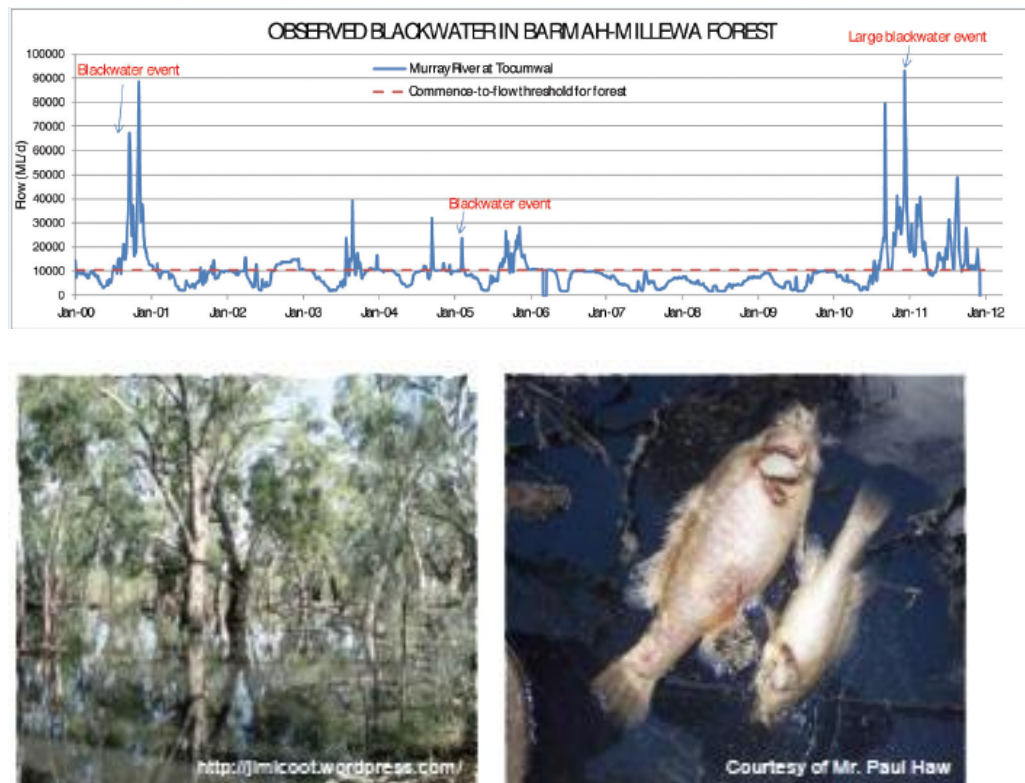 OBSERVED BLACKWATER IN BARMAH-MILLEWA FOREST
Large blackwater event
100000
Blackwater event
Murray River at Tocumwal
90000
Commence-to-flow threshold for forest
80000
70000
60000
50000
40000
Blackwater event
30000
20000
10000
0
Flow (ML/d)
Jan-00 Jan-01 Jan-02 Jan-03 Jan-04 Jan-05 Jan-06 Jan-07 Jan-08 Jan-09 Jan-10 Jan-11 Jan-12
http://jimicoot.wordpress.com/
Courtesy of Mr. Paul Haw